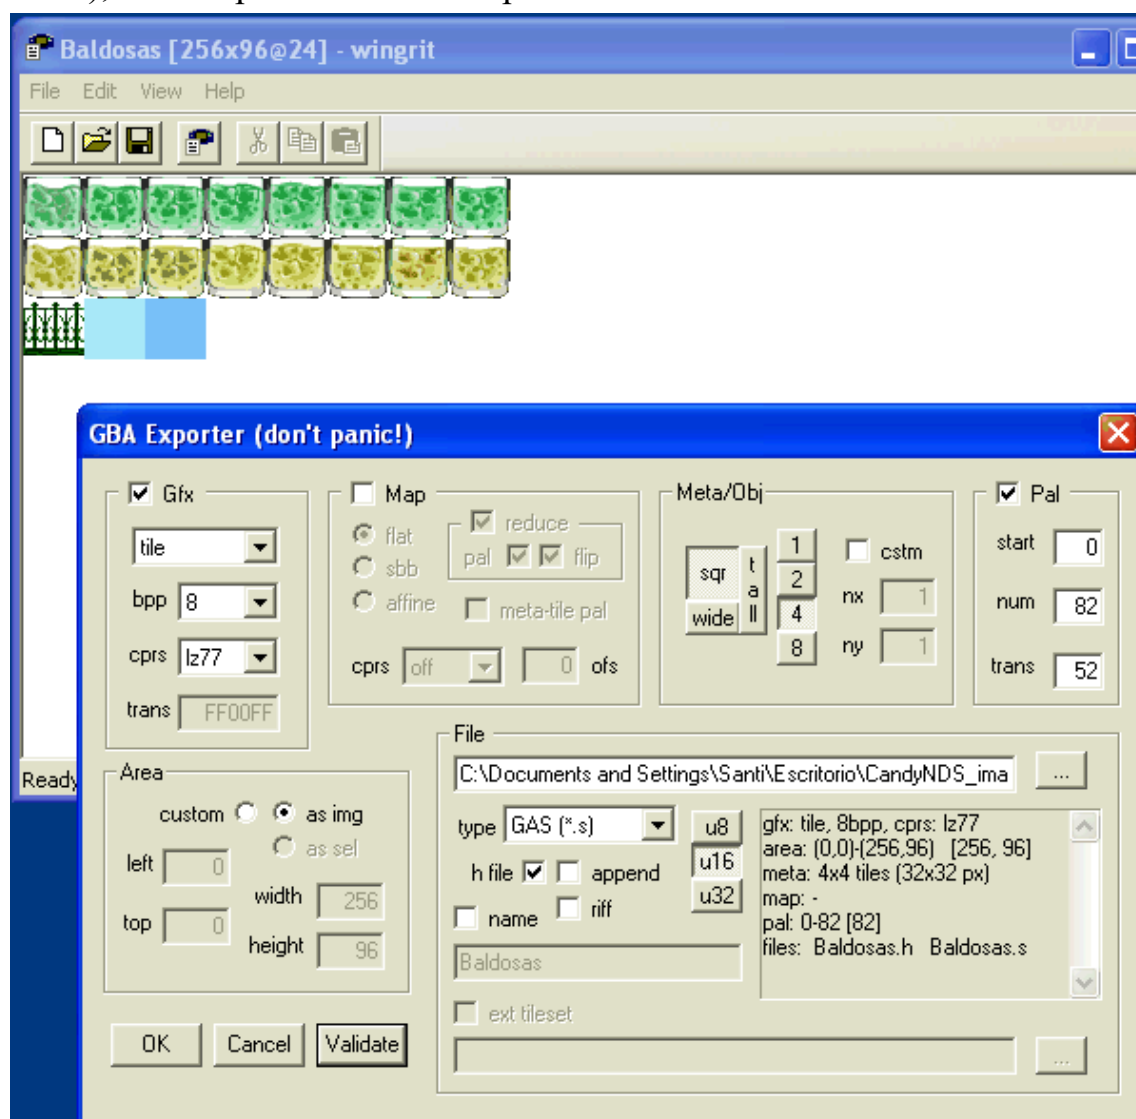 Baldosas [256x96@24] - wingrit
File Edit View Help
GBA Exporter (don't panic!)
Gfx
tile
bpp 8
cprs lz77
trans FF00FF
Map
flat
sbb
affine
reduce
pal flip
meta-tile pal
cprs off 0 ofs
Meta/Obj
sqr
tall
wide
1
2
4
8
cstm
nx 1
ny 1
Pal
start 0
num 82
trans 52
Ready
Area
custom as img
as sel
left 0
width 256
top 0
height 96
File
C:\Documents and Settings\Santi\Escritorio\CandyNDS_ima ...
type GAS (*.s)
h file append
name riff
Baldosas
u8
u16
u32
gfx: tile, 8bpp, cprs: lz77
area: (0,0)-(256,96) [256, 96]
meta: 4x4 tiles (32x32 px)
map: -
pal: 0-82 [82]
files: Baldosas.h Baldosas.s
ext tileset
...
OK Cancel Validate